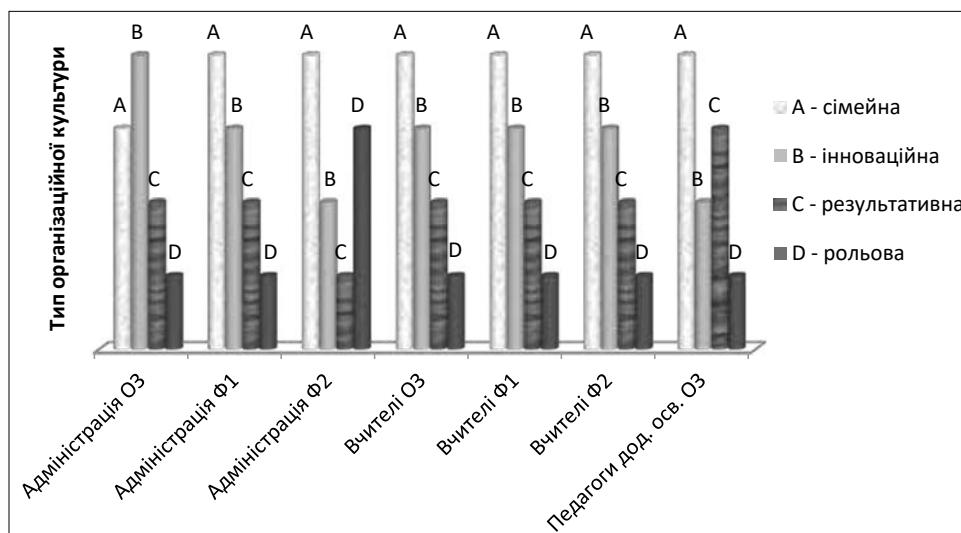 Тип організаційної культури
B A A A A A A
A B D B B B C
C C B C C C B
D D C D D D D
A - сімейна
B - інноваційна
C - результативна
D - рольова
Адміністрація ОЗ
Адміністрація Ф1
Адміністрація Ф2
Вчителі ОЗ
Вчителі Ф1
Вчителі Ф2
Педагоги дод. осв. ОЗ